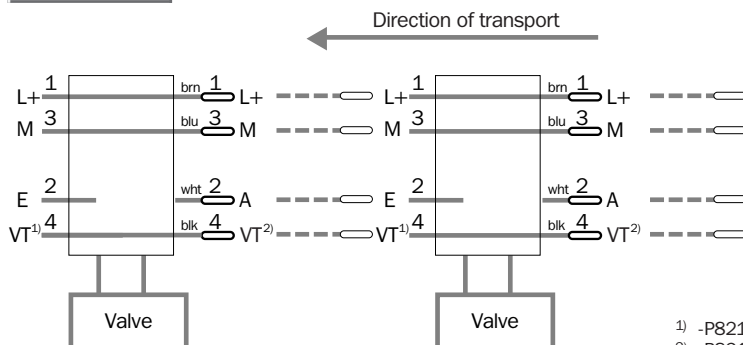 Direction of transport
L+ 1 brn 1 L+ L+ 1 brn 1 L+
M 3 blu 3 M M 3 blu 3 M
E 2 wht 2 A E 2 wht 2 A
VT1) 4 blk 4 VT2) VT1) 4 blk 4 VT2)
Valve Valve
1) -P821